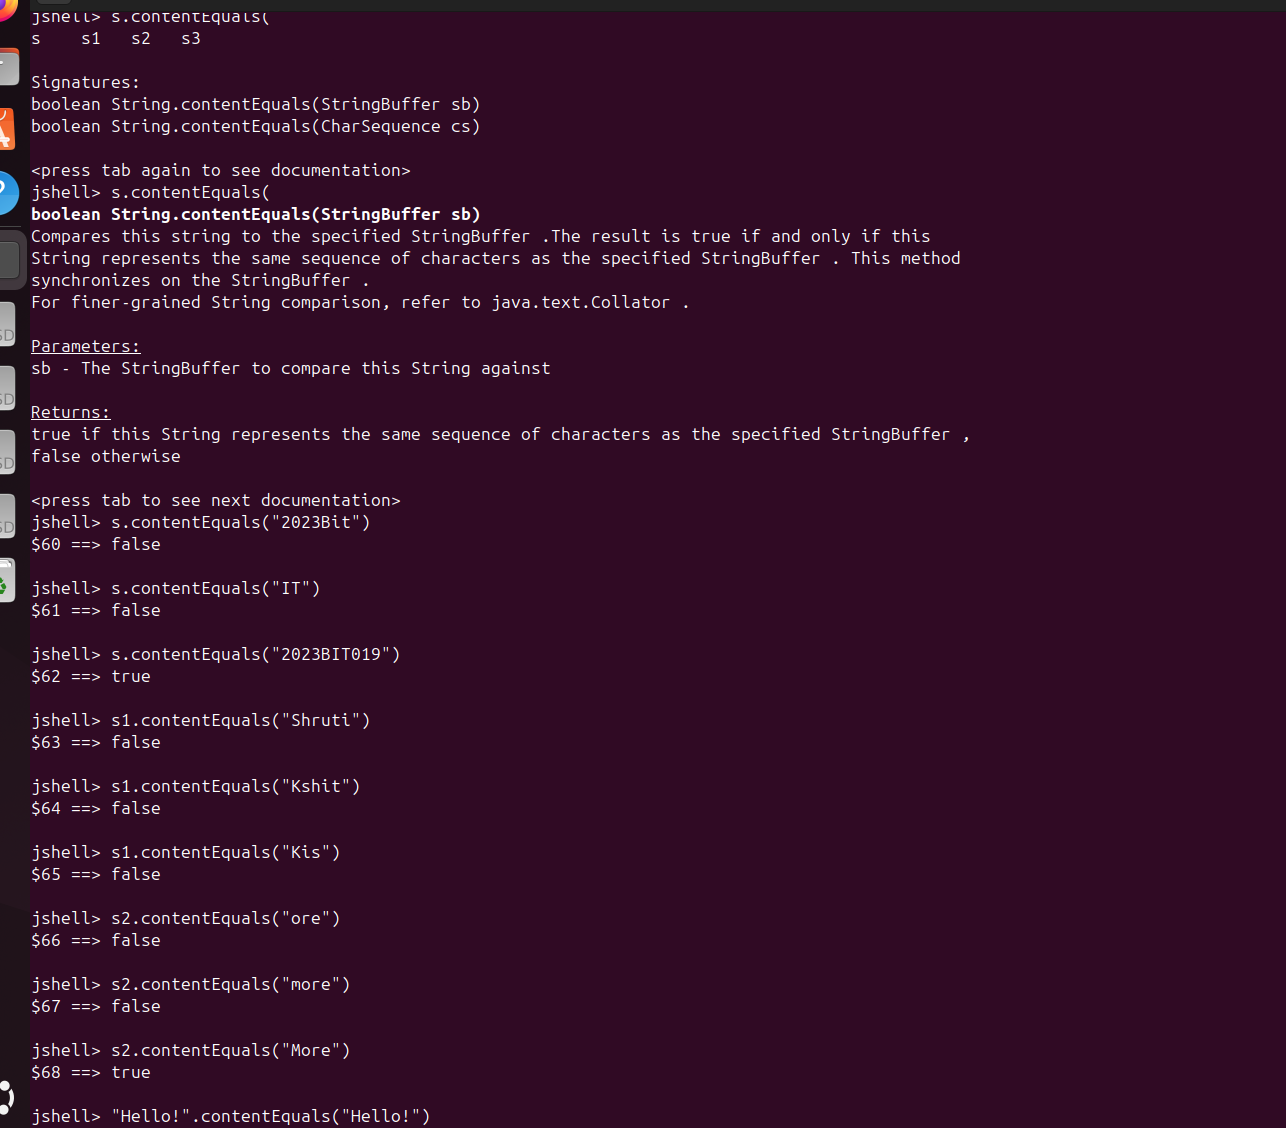 jshell> s.contentEquals(
s    s1   s2   s3
Signatures:
boolean String.contentEquals(StringBuffer sb)
boolean String.contentEquals(CharSequence cs)
<press tab again to see documentation>
jshell> s.contentEquals(
boolean String.contentEquals(StringBuffer sb)
Compares this string to the specified StringBuffer .The result is true if and only if this
String represents the same sequence of characters as the specified StringBuffer . This method
synchronizes on the StringBuffer .
For finer-grained String comparison, refer to java.text.Collator .
Parameters:
sb - The StringBuffer to compare this String against
Returns:
true if this String represents the same sequence of characters as the specified StringBuffer ,
false otherwise
<press tab to see next documentation>
jshell> s.contentEquals("2023Bit")
$60 ==> false
jshell> s.contentEquals("IT")
$61 ==> false
jshell> s.contentEquals("2023BIT019")
$62 ==> true
jshell> s1.contentEquals("Shruti")
$63 ==> false
jshell> s1.contentEquals("Kshit")
$64 ==> false
jshell> s1.contentEquals("Kis")
$65 ==> false
jshell> s2.contentEquals("ore")
$66 ==> false
jshell> s2.contentEquals("more")
$67 ==> false
jshell> s2.contentEquals("More")
$68 ==> true
jshell> "Hello!".contentEquals("Hello!")